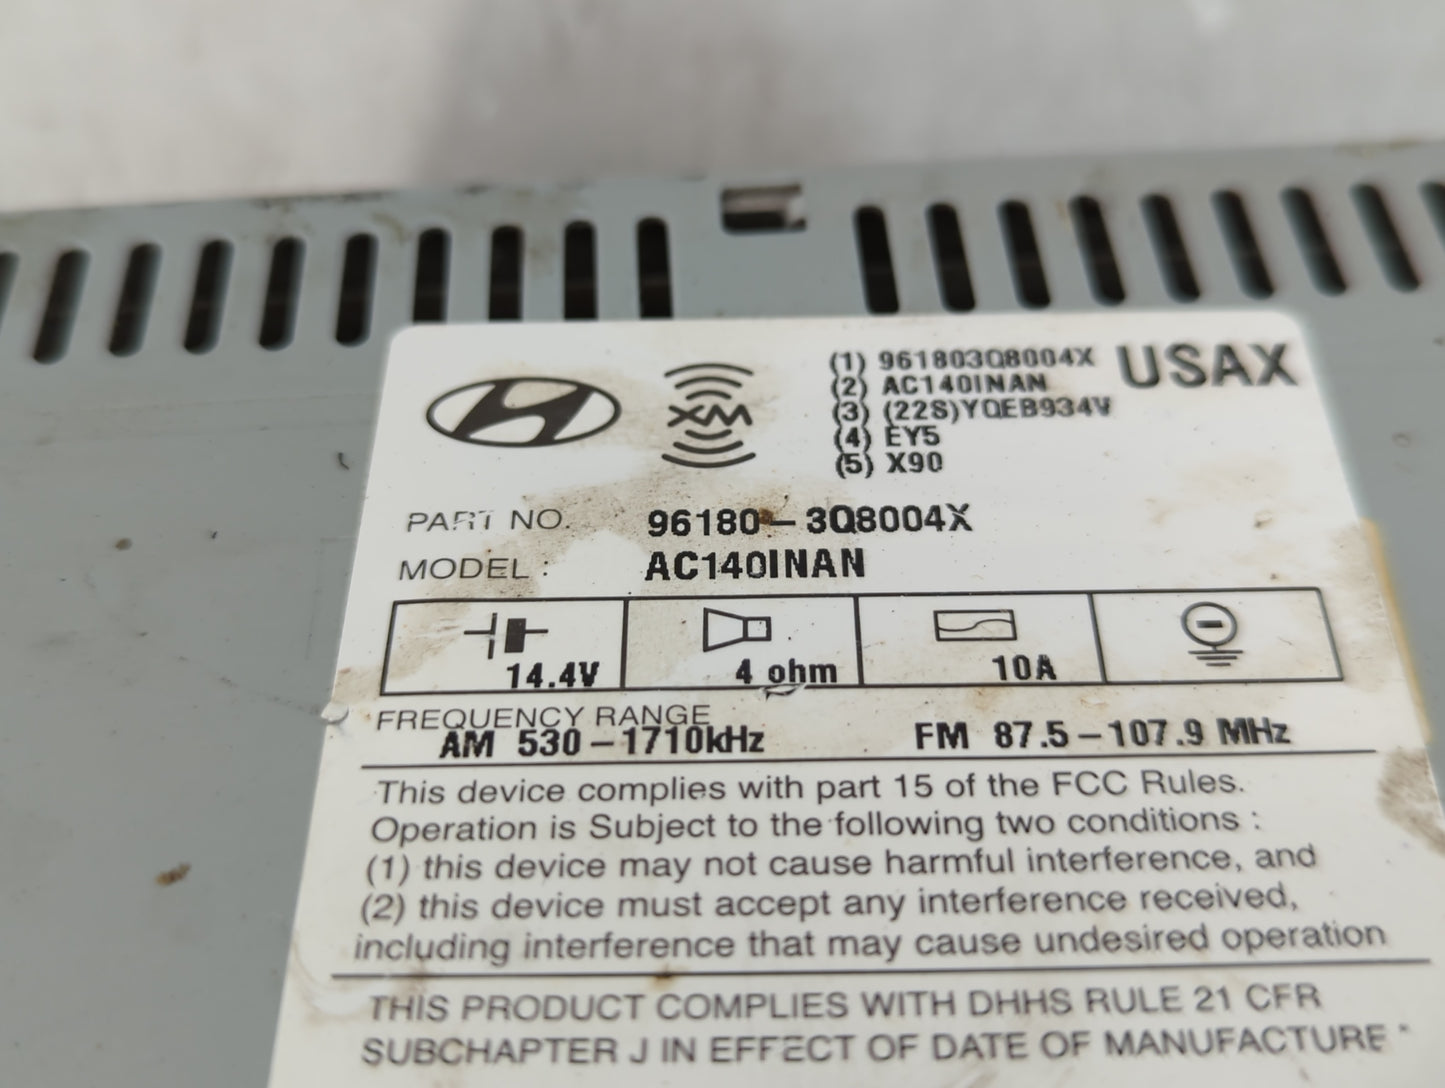 XM
(1) 961803Q8004X USAX
(2) AC140INAN
(3) (22S)YQEB934V
(4) EY5
(5) X90
PART NO. 96180-3Q8004X
MODEL : AC140INAN
14.4V 4 ohm 10A
FREQUENCY RANGE
AM 530-1710kHz FM 87.5-107.9 MHz
This device complies with part 15 of the FCC Rules.
Operation is Subject to the following two conditions :
(1) this device may not cause harmful interference, and
(2) this device must accept any interference received,
including interference that may cause undesired operation
THIS PRODUCT COMPLIES WITH DHHS RULE 21 CFR
SUBCHAPTER J IN EFFECT OF DATE OF MANUFACTURE